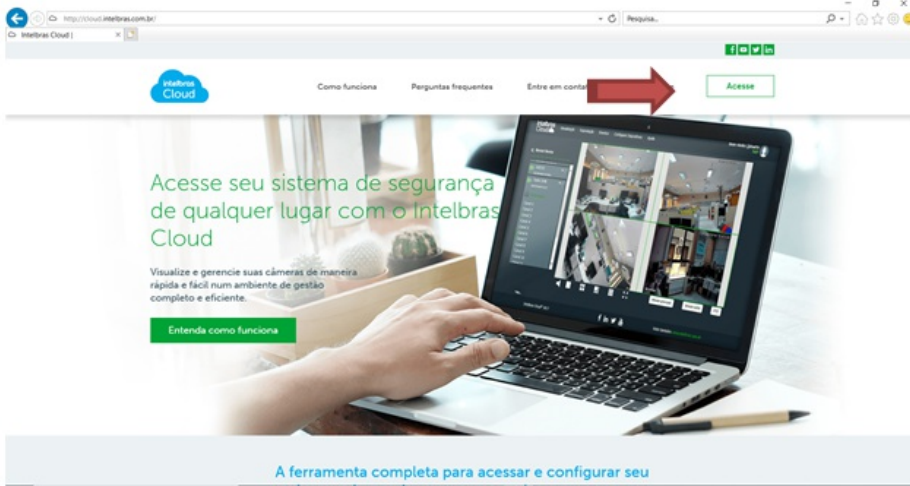 http://cloud.intelbras.com.br/
Pesquisa...
Intelbras Cloud |
intelbras
Cloud
Como funciona
Perguntas frequentes
Entre em conta
Acesse
Acesse seu sistema de segurança
de qualquer lugar com o Intelbras
Cloud
Visualize e gerencie suas câmeras de maneira
rápida e fácil num ambiente de gestão
completo e eficiente.
Entenda como funciona
A ferramenta completa para acessar e configurar seu